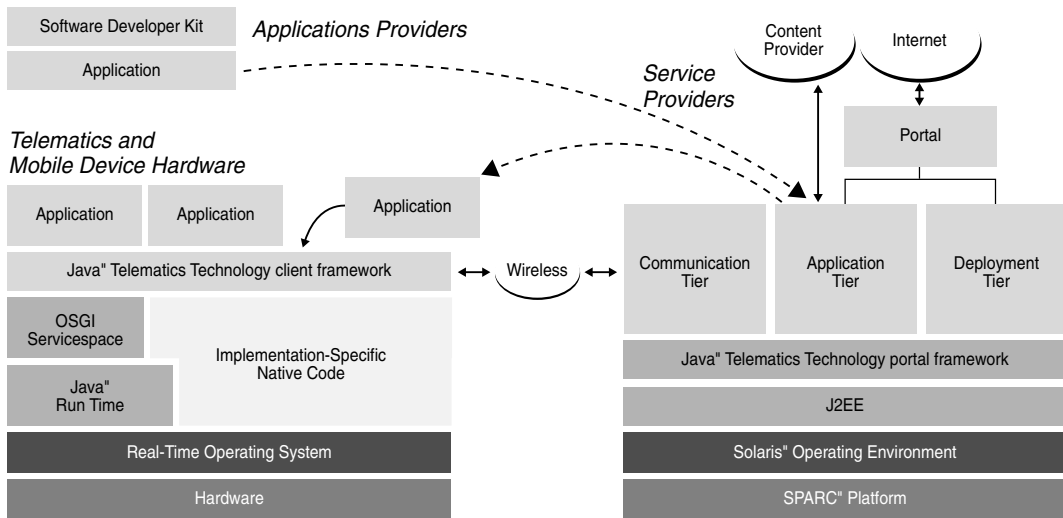 Software Developer Kit
Application
Applications Providers
Content
Provider
Internet
Service
Providers
Portal
Telematics and
Mobile Device Hardware
Application
Application
Application
Java" Telematics Technology client framework
Wireless
Communication
Tier
Application
Tier
Deployment
Tier
OSGI
Servicespace
Implementation-Specific
Native Code
Java"
Run Time
Java" Telematics Technology portal framework
J2EE
Real-Time Operating System
Solaris" Operating Environment
Hardware
SPARC" Platform